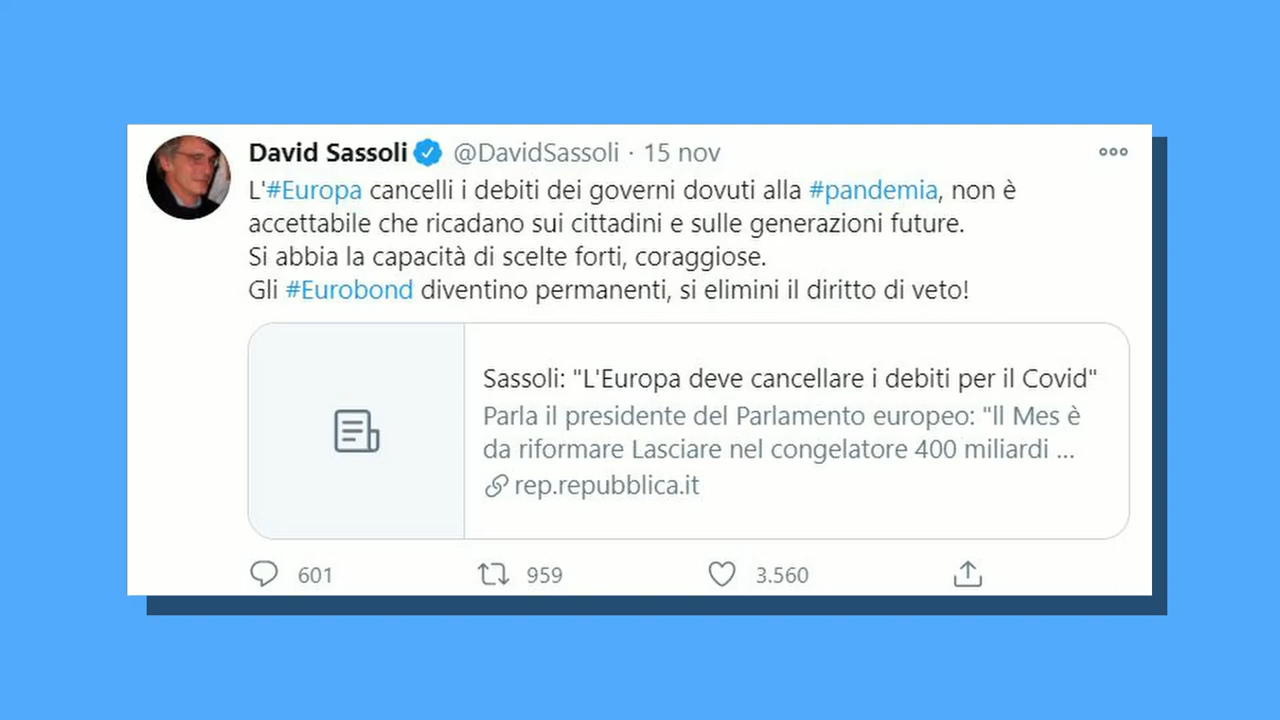 David Sassoli @DavidSassoli · 15 nov
L'#Europa cancelli i debiti dei governi dovuti alla #pandemia, non è
accettabile che ricadano sui cittadini e sulle generazioni future.
Si abbia la capacità di scelte forti, coraggiose.
Gli #Eurobond diventino permanenti, si elimini il diritto di veto!
Sassoli: "L'Europa deve cancellare i debiti per il Covid"
Parla il presidente del Parlamento europeo: "ll Mes è
da riformare Lasciare nel congelatore 400 miliardi ...
rep.repubblica.it
601 959 3.560